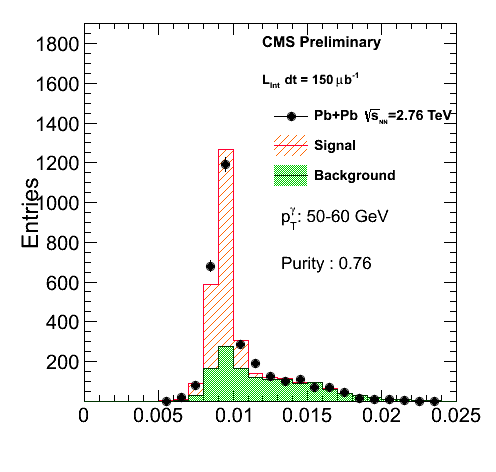 CMS Preliminary
L_int dt = 150 μb⁻¹
Pb+Pb √s_NN=2.76 TeV
Signal
Background
p_T^γ: 50-60 GeV
Purity : 0.76
Entries
1800
1600
1400
1200
1000
800
600
400
200
0 0.005 0.01 0.015 0.02 0.025